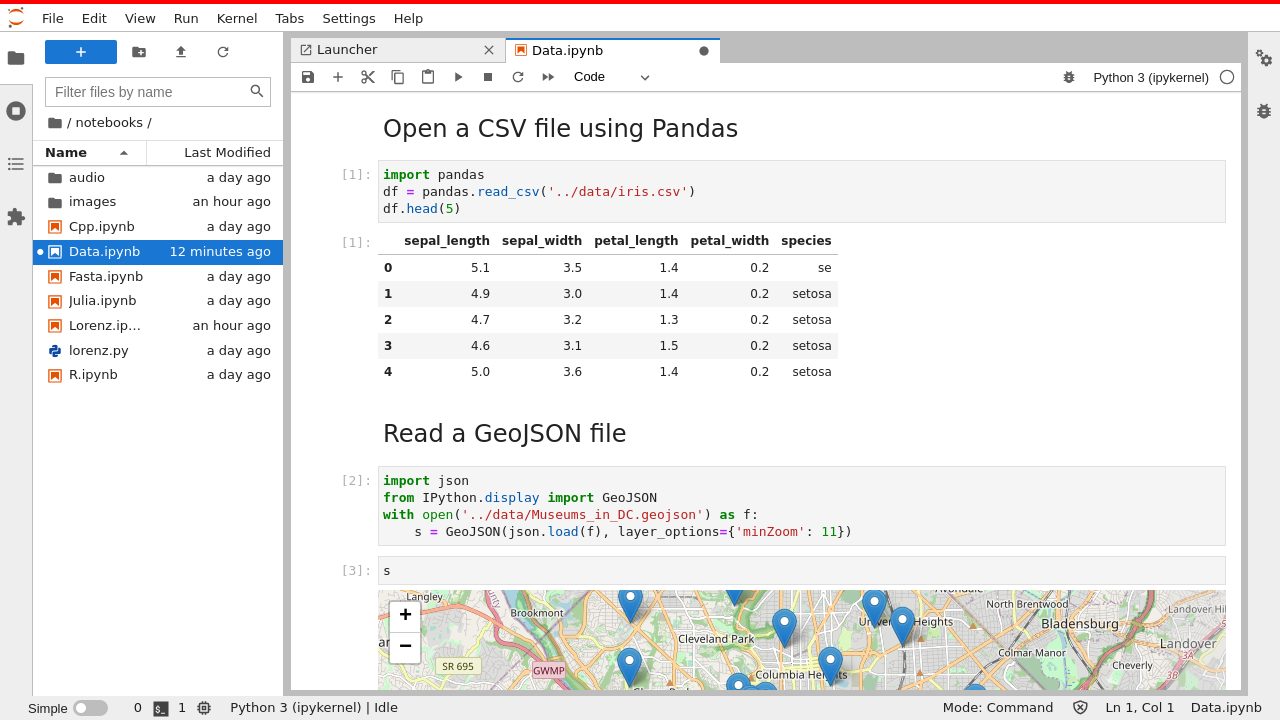 File Edit View Run Kernel Tabs Settings Help
Launcher
Data.ipynb
Code
Python 3 (ipykernel)
Filter files by name
/ notebooks /
Name Last Modified
audio a day ago
images an hour ago
Cpp.ipynb a day ago
Data.ipynb 12 minutes ago
Fasta.ipynb a day ago
Julia.ipynb a day ago
Lorenz.ip… an hour ago
lorenz.py a day ago
R.ipynb a day ago
Open a CSV file using Pandas
[1]:
import pandas
df = pandas.read_csv('../data/iris.csv')
df.head(5)
[1]:
sepal_length sepal_width petal_length petal_width species
0 5.1 3.5 1.4 0.2 se
1 4.9 3.0 1.4 0.2 setosa
2 4.7 3.2 1.3 0.2 setosa
3 4.6 3.1 1.5 0.2 setosa
4 5.0 3.6 1.4 0.2 setosa
Read a GeoJSON file
[2]:
import json
from IPython.display import GeoJSON
with open('../data/Museums_in_DC.geojson') as f:
    s = GeoJSON(json.load(f), layer_options={'minZoom': 11})
[3]:
s
+
−
Langley
Brookmont
North Brentwood
Landover
Cleveland Park
Bladensburg
Colmar Manor
Landover
SR 695
GWMP
Cheverly
3A
Columbia Heights
Simple 0 1 Python 3 (ipykernel) | Idle Mode: Command Ln 1, Col 1 Data.ipynb